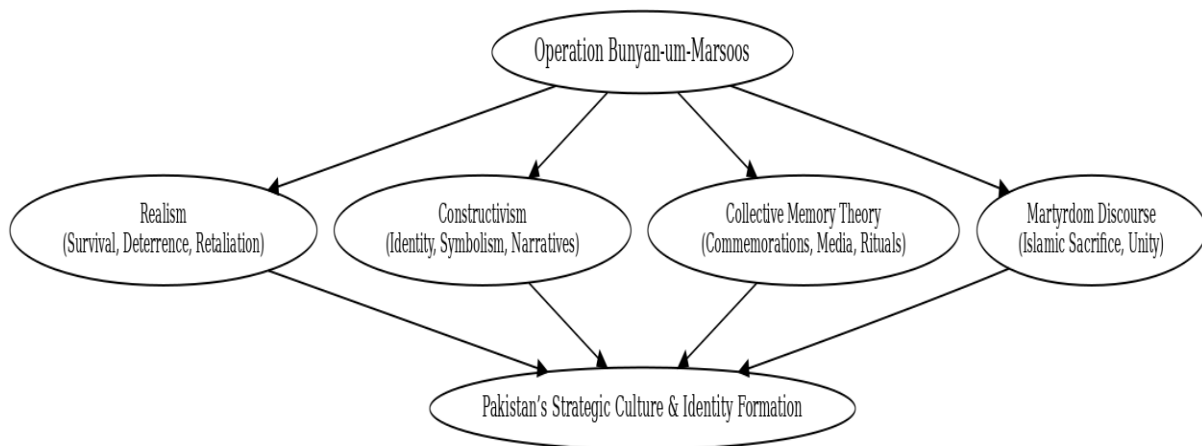 Operation Bunyan-um-Marsoos
Realism
(Survival, Deterrence, Retaliation)
Constructivism
(Identity, Symbolism, Narratives)
Collective Memory Theory
(Commemorations, Media, Rituals)
Martyrdom Discourse
(Islamic Sacrifice, Unity)
Pakistan's Strategic Culture & Identity Formation